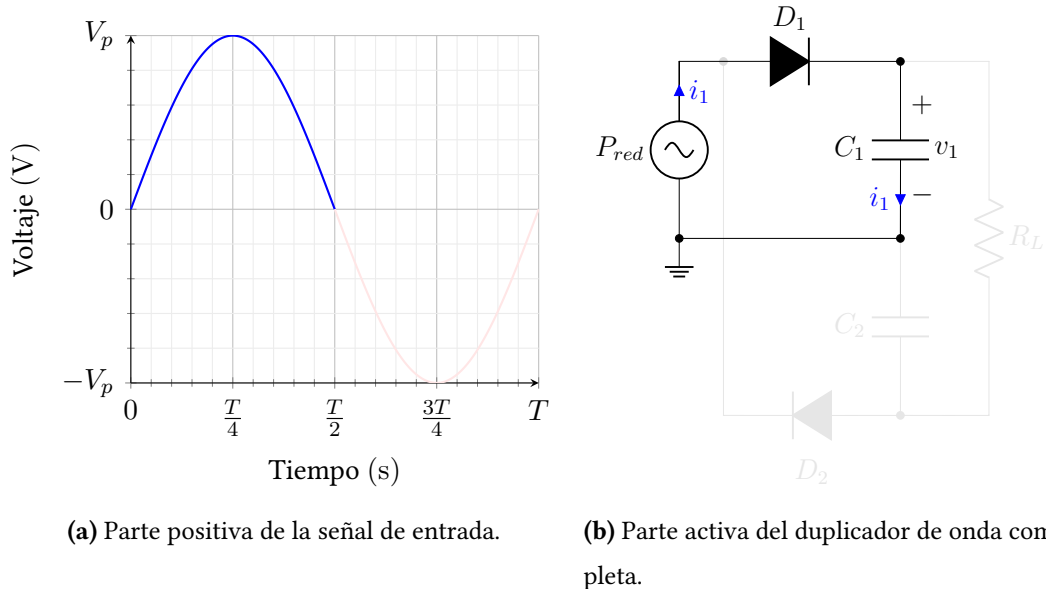 V_p
0
−V_p
0
T/4
T/2
3T/4
T
Voltaje (V)
Tiempo (s)
D_1
i_1
P_red
+
C_1
v_1
i_1
−
R_L
C_2
D_2
(a) Parte positiva de la señal de entrada.
(b) Parte activa del duplicador de onda com
pleta.